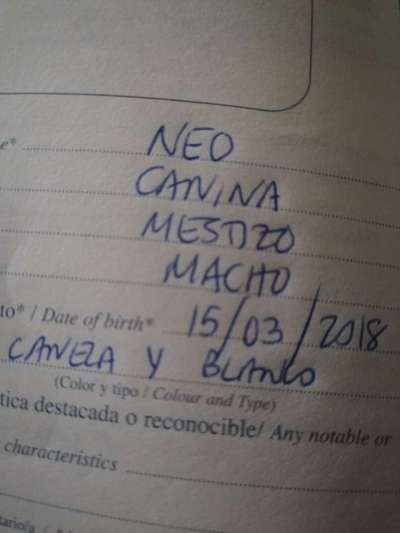 e* NEO
CANINA
MESTIZO
MACHO
to* / Date of birth* 15/03/2018
CANELA Y BLANCO
(Color y tipo / Colour and Type)
tica destacada o reconocible/ Any notable or
characteristics
tario/a /